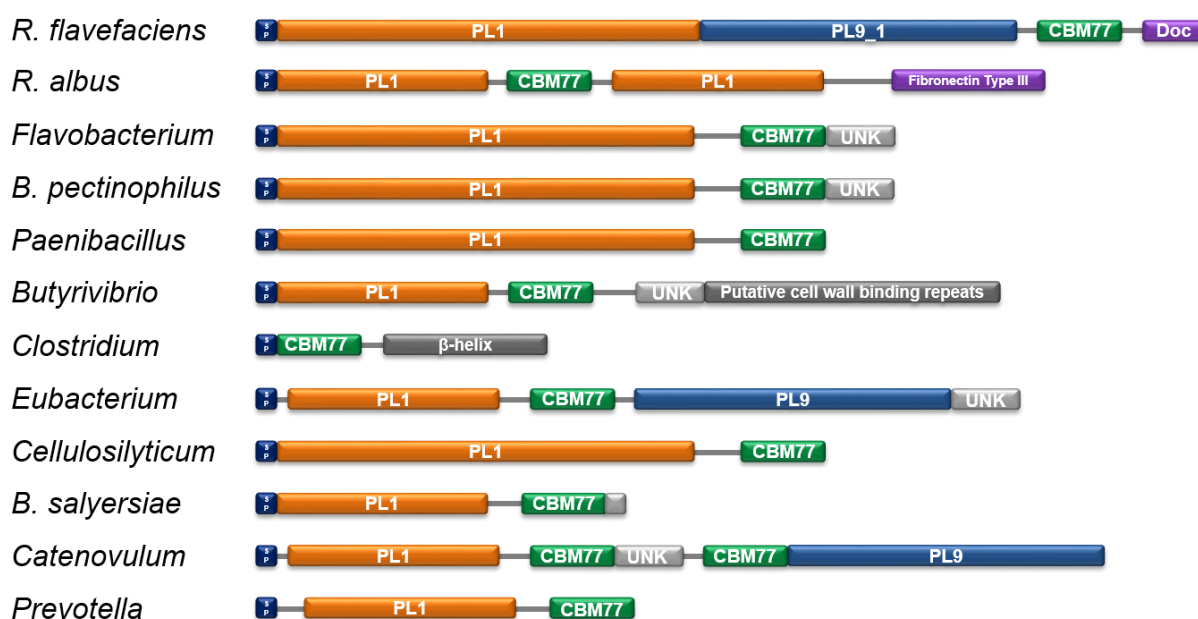 R. flavefaciens SP PL1 PL9_1 CBM77 Doc
R. albus SP PL1 CBM77 PL1 Fibronectin Type III
Flavobacterium SP PL1 CBM77 UNK
B. pectinophilus SP PL1 CBM77 UNK
Paenibacillus SP PL1 CBM77
Butyrivibrio SP PL1 CBM77 UNK Putative cell wall binding repeats
Clostridium SP CBM77 β-helix
Eubacterium SP PL1 CBM77 PL9 UNK
Cellulosilyticum SP PL1 CBM77
B. salyersiae SP PL1 CBM77
Catenovulum SP PL1 CBM77 UNK CBM77 PL9
Prevotella SP PL1 CBM77